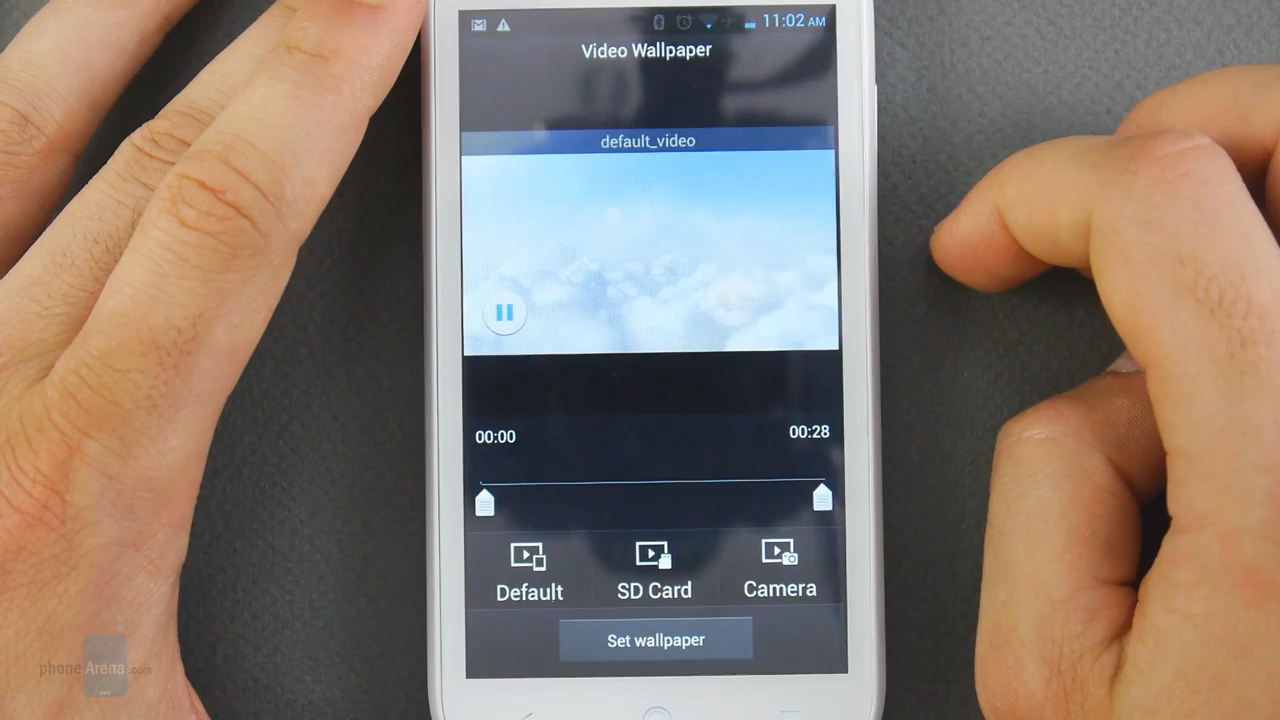 11:02 AM
Video Wallpaper
default_video
00:00
00:28
Default
SD Card
Camera
Set wallpaper
phoneArena.com